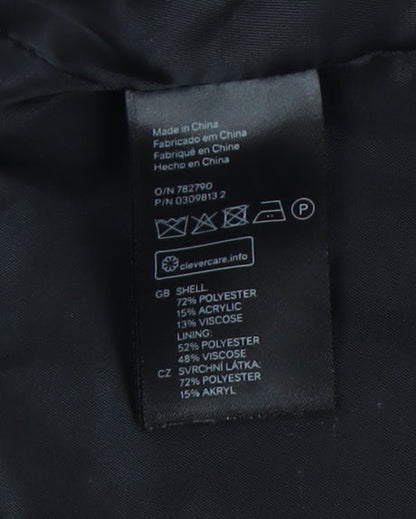 Made in China
Fabricado em China
Fabriqué en Chine
Hecho en China
O/N 782790
P/N 0309813 2
P
clevercare.info
GB SHELL:
72% POLYESTER
15% ACRYLIC
13% VISCOSE
LINING:
52% POLYESTER
48% VISCOSE
CZ SVRCHNÍ LÁTKA:
72% POLYESTER
15% AKRYL